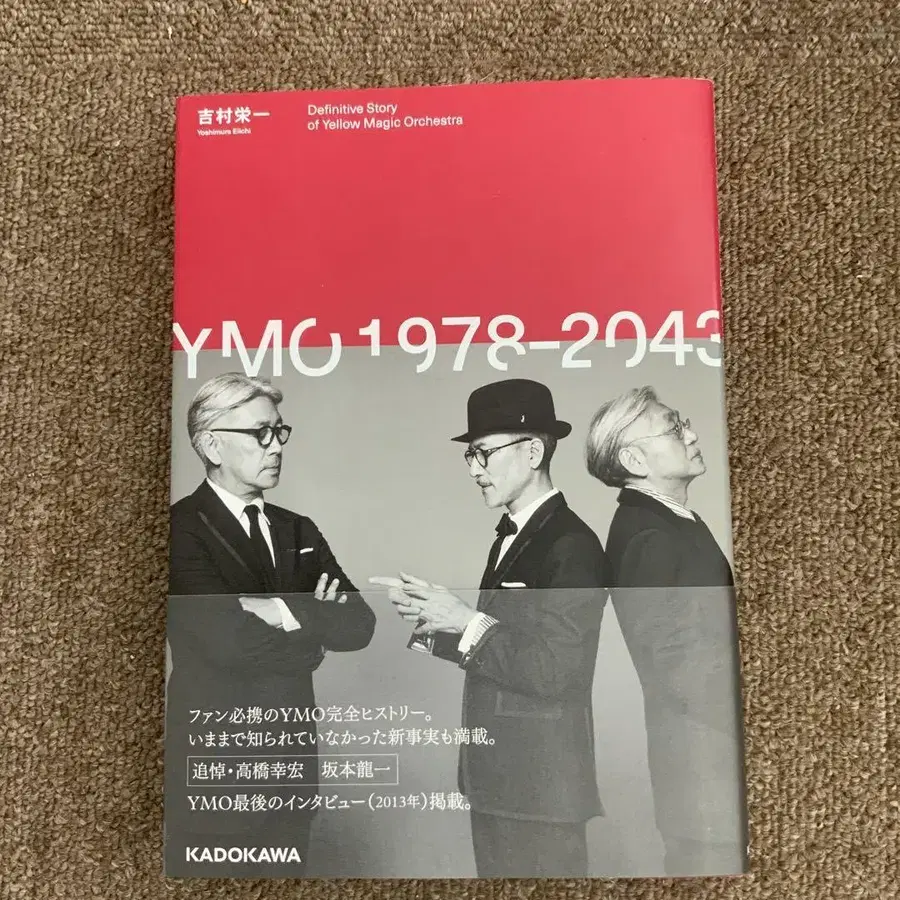 吉村栄一
Yoshimura Eiichi
Definitive Story
of Yellow Magic Orchestra
YMO 1978–2043
ファン必携のYMO完全ヒストリー。
いままで知られていなかった新事実も満載。
追悼・高橋幸宏 坂本龍一
YMO最後のインタビュー（2013年）掲載。
KADOKAWA